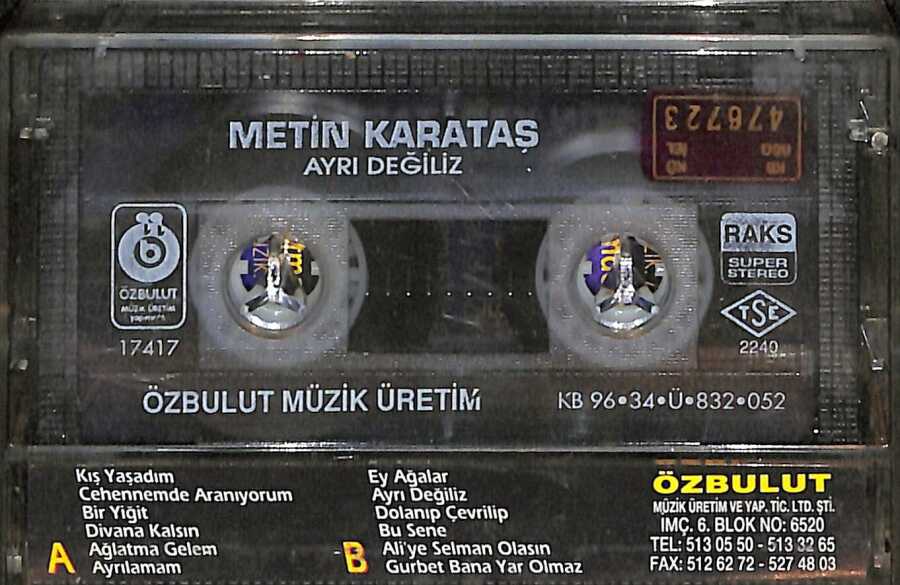 METİN KARATAŞ
AYRI DEĞİLİZ
476723
KB
ÖZBULUT
MÜZİK ÜRETİM
17417
RAKS
SUPER
STEREO
TSE
2240
ÖZBULUT MÜZİK ÜRETİM
KB 96•34•Ü•832•052
Kış Yaşadım
Cehennemde Aranıyorum
Bir Yiğit
Divana Kalsın
Ağlatma Gelem
Ayrılamam
A
Ey Ağalar
Ayrı Değiliz
Dolanıp Çevrilip
Bu Sene
Ali'ye Selman Olasın
Gurbet Bana Yar Olmaz
B
ÖZBULUT
MÜZİK ÜRETİM VE YAP. TİC. LTD. ŞTİ.
İMÇ. 6. BLOK NO: 6520
TEL: 513 05 50 - 513 32 65
FAX: 512 62 72 - 527 48 03